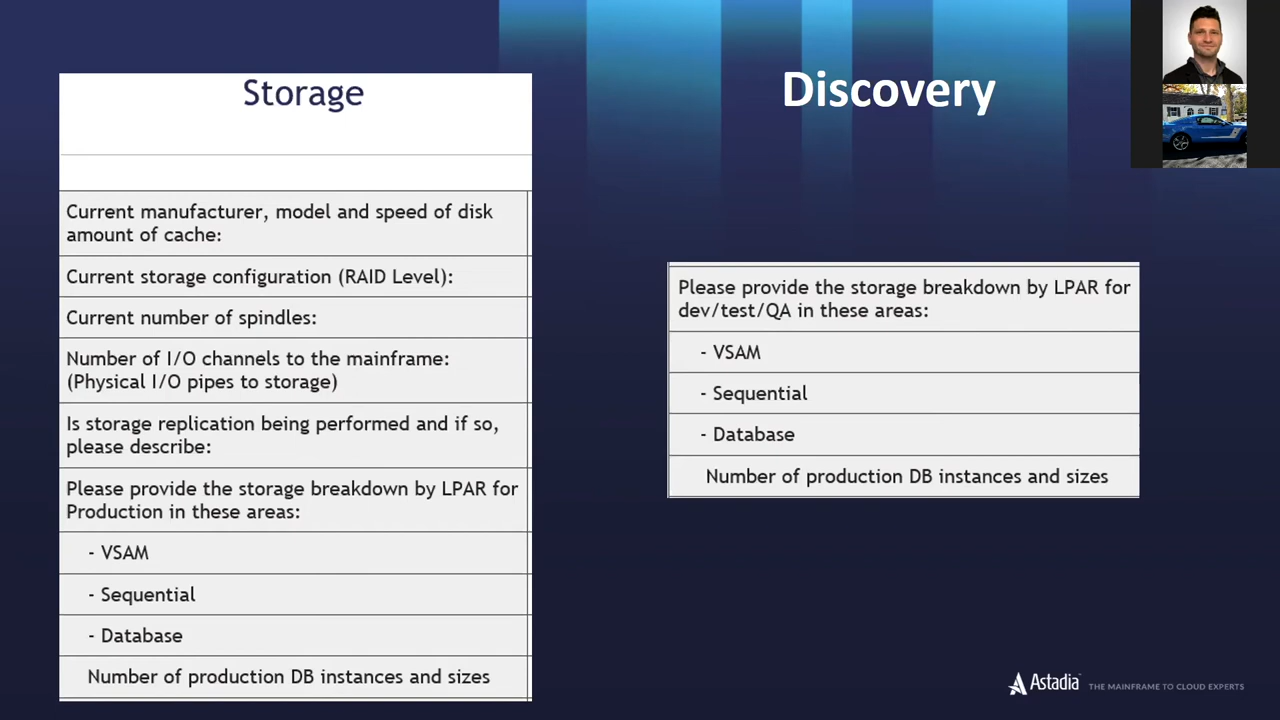 Storage
Discovery
Current manufacturer, model and speed of disk
amount of cache:
Current storage configuration (RAID Level):
Current number of spindles:
Number of I/O channels to the mainframe:
(Physical I/O pipes to storage)
Is storage replication being performed and if so,
please describe:
Please provide the storage breakdown by LPAR for
Production in these areas:
- VSAM
- Sequential
- Database
Number of production DB instances and sizes
Please provide the storage breakdown by LPAR for
dev/test/QA in these areas:
- VSAM
- Sequential
- Database
Number of production DB instances and sizes
Astadia THE MAINFRAME TO CLOUD EXPERTS